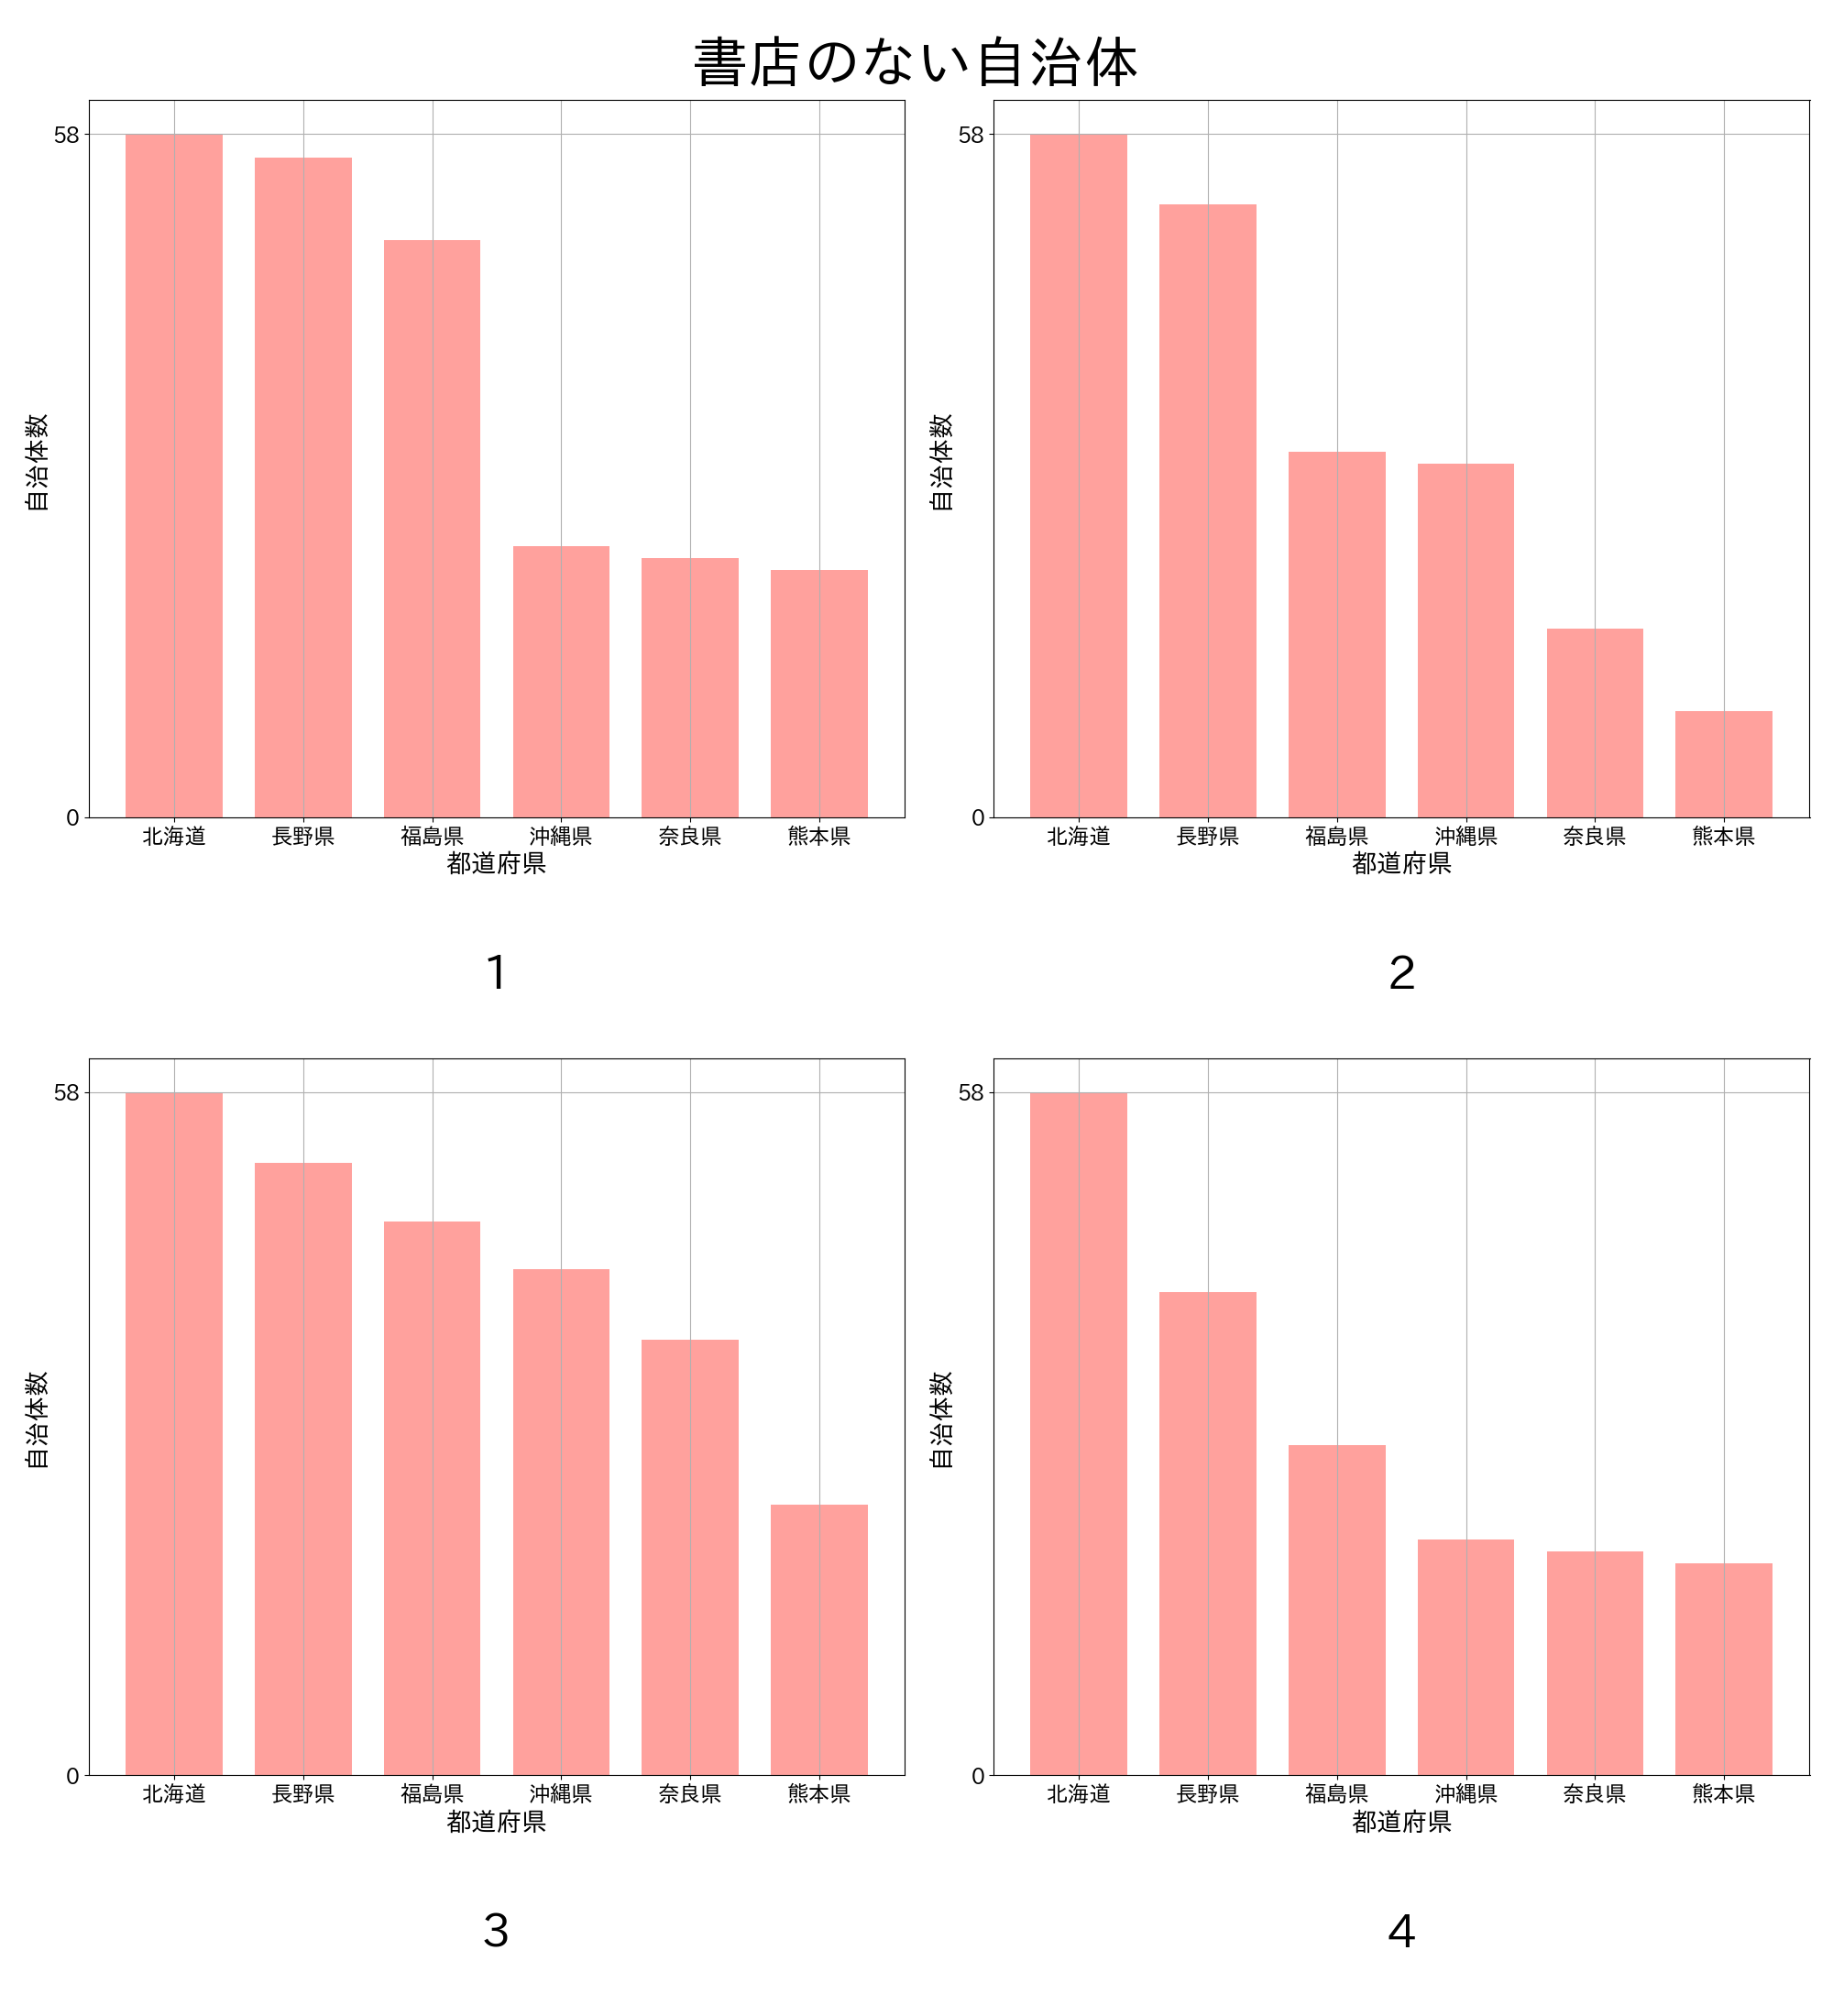 書店のない自治体
58
0
自治体数
北海道 長野県 福島県 沖縄県 奈良県 熊本県
都道府県
1
58
0
自治体数
北海道 長野県 福島県 沖縄県 奈良県 熊本県
都道府県
2
58
0
自治体数
北海道 長野県 福島県 沖縄県 奈良県 熊本県
都道府県
3
58
0
自治体数
北海道 長野県 福島県 沖縄県 奈良県 熊本県
都道府県
4